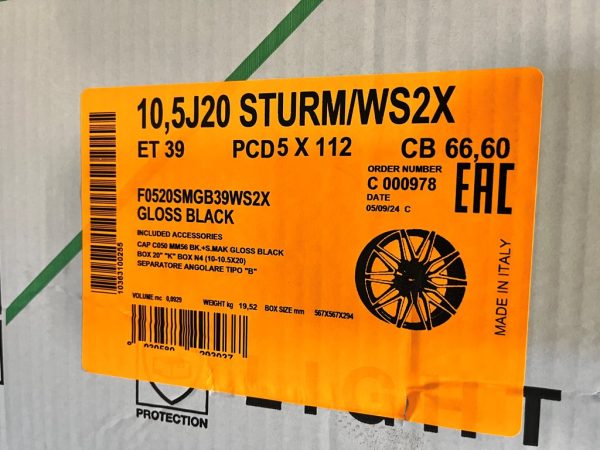 10,5J20 STURM/WS2X
ET 39 PCD 5 X 112 CB 66,60
ORDER NUMBER
C 000978
DATE
05/09/24 C
EAC
F0520SMGB39WS2X
GLOSS BLACK
INCLUDED ACCESSORIES
CAP C050 MM56 BK.+S.MAK GLOSS BLACK
BOX 20" "K" BOX N4 (10-10.5X20)
SEPARATORE ANGOLARE TIPO "B"
10363100255
VOLUME mc 0,0929 WEIGHT kg 19,52 BOX SIZE mm 567X567X294
MADE IN ITALY
PROTECTION
LIGHT